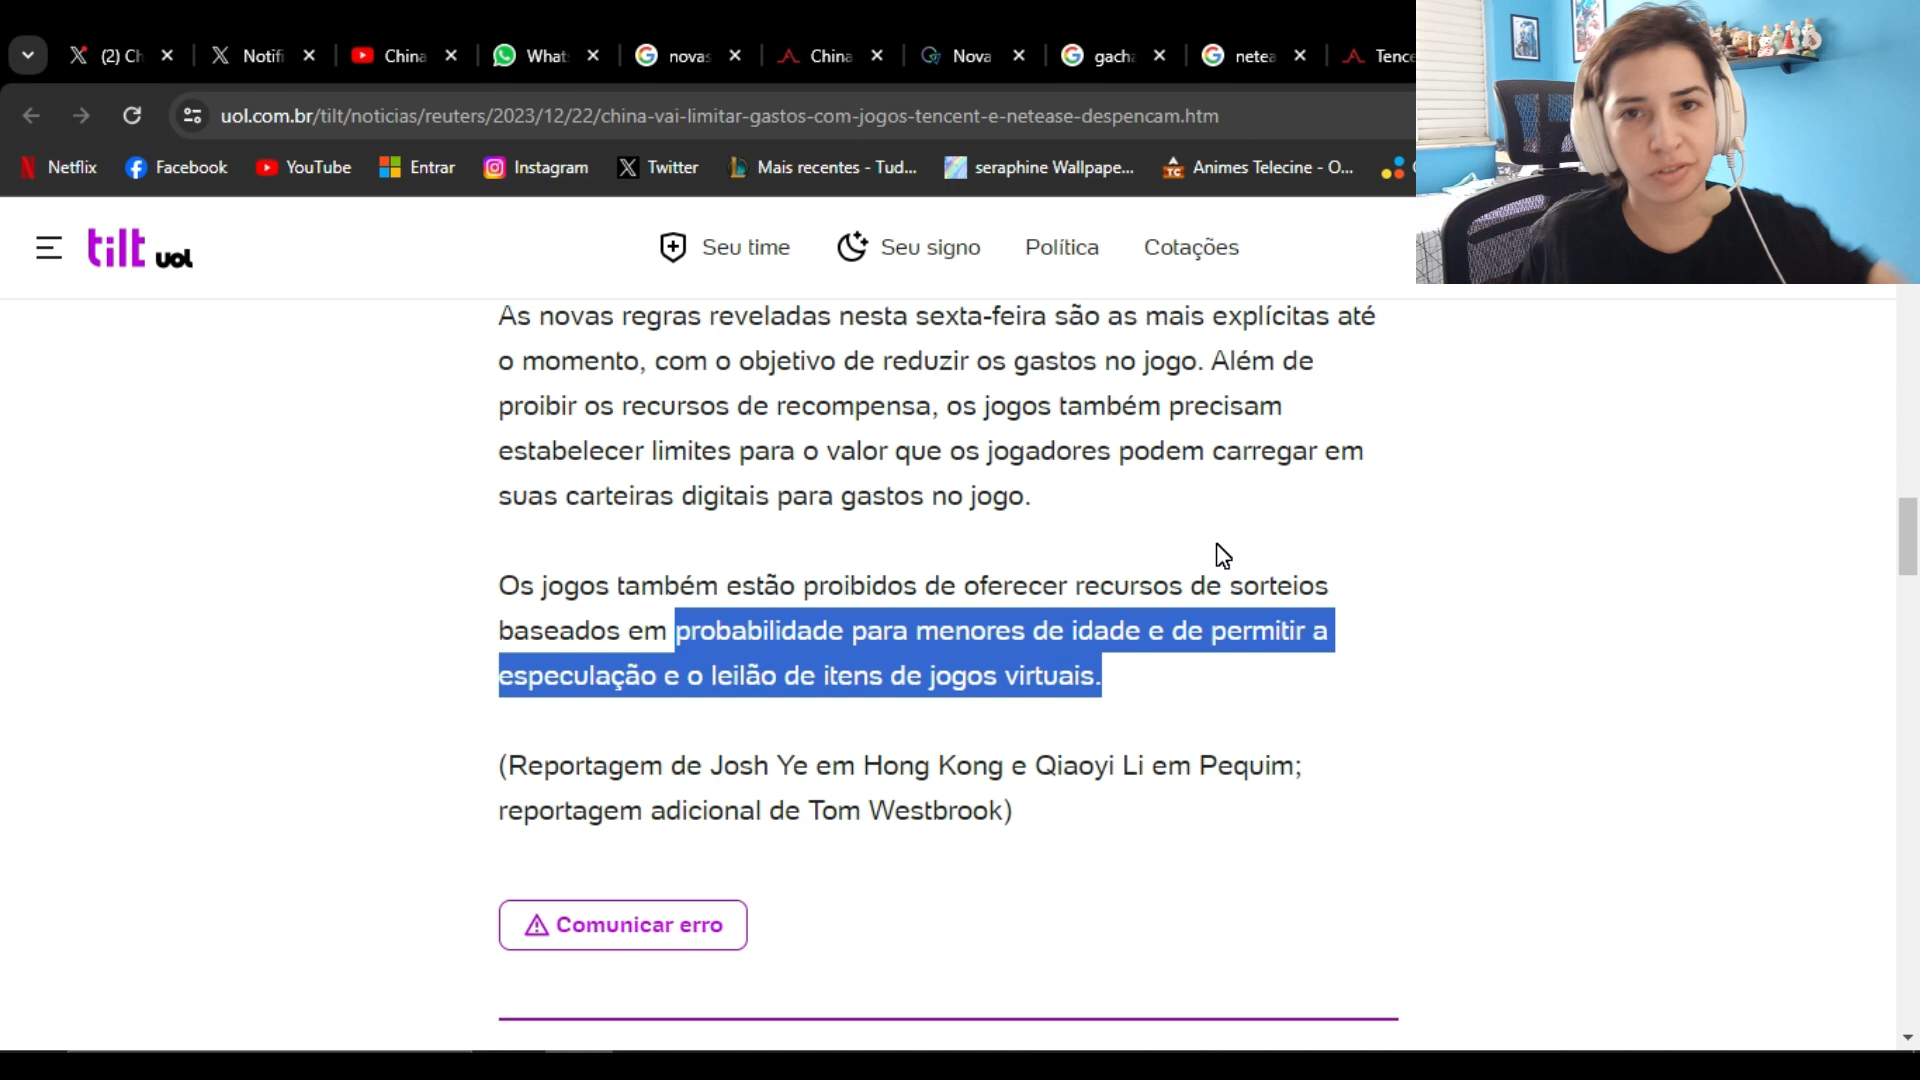 (2) Ch
Notifi
China
What
novas
China
Nova
gacha
netea
Tence
uol.com.br/tilt/noticias/reuters/2023/12/22/china-vai-limitar-gastos-com-jogos-tencent-e-netease-despencam.htm
Netflix
Facebook
YouTube
Entrar
Instagram
Twitter
Mais recentes - Tud...
seraphine Wallpape...
Animes Telecine - O...
tilt uol
Seu time
Seu signo
Política
Cotações
As novas regras reveladas nesta sexta-feira são as mais explícitas até
o momento, com o objetivo de reduzir os gastos no jogo. Além de
proibir os recursos de recompensa, os jogos também precisam
estabelecer limites para o valor que os jogadores podem carregar em
suas carteiras digitais para gastos no jogo.
Os jogos também estão proibidos de oferecer recursos de sorteios
baseados em probabilidade para menores de idade e de permitir a
especulação e o leilão de itens de jogos virtuais.
(Reportagem de Josh Ye em Hong Kong e Qiaoyi Li em Pequim;
reportagem adicional de Tom Westbrook)
Comunicar erro